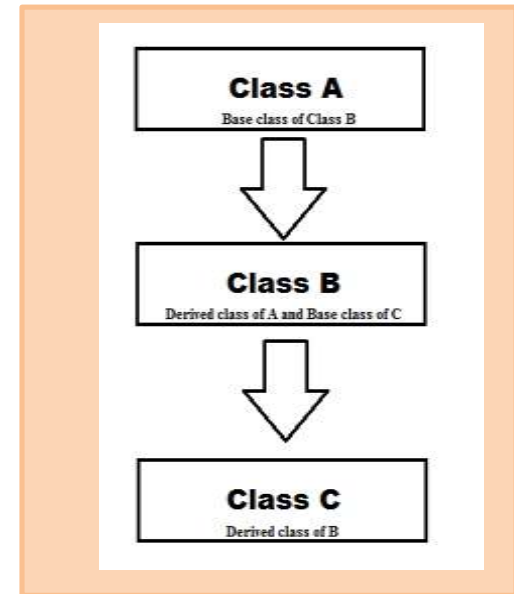 Class A
Base class of Class B
Class B
Derived class of A and Base class of C
Class C
Derived class of B